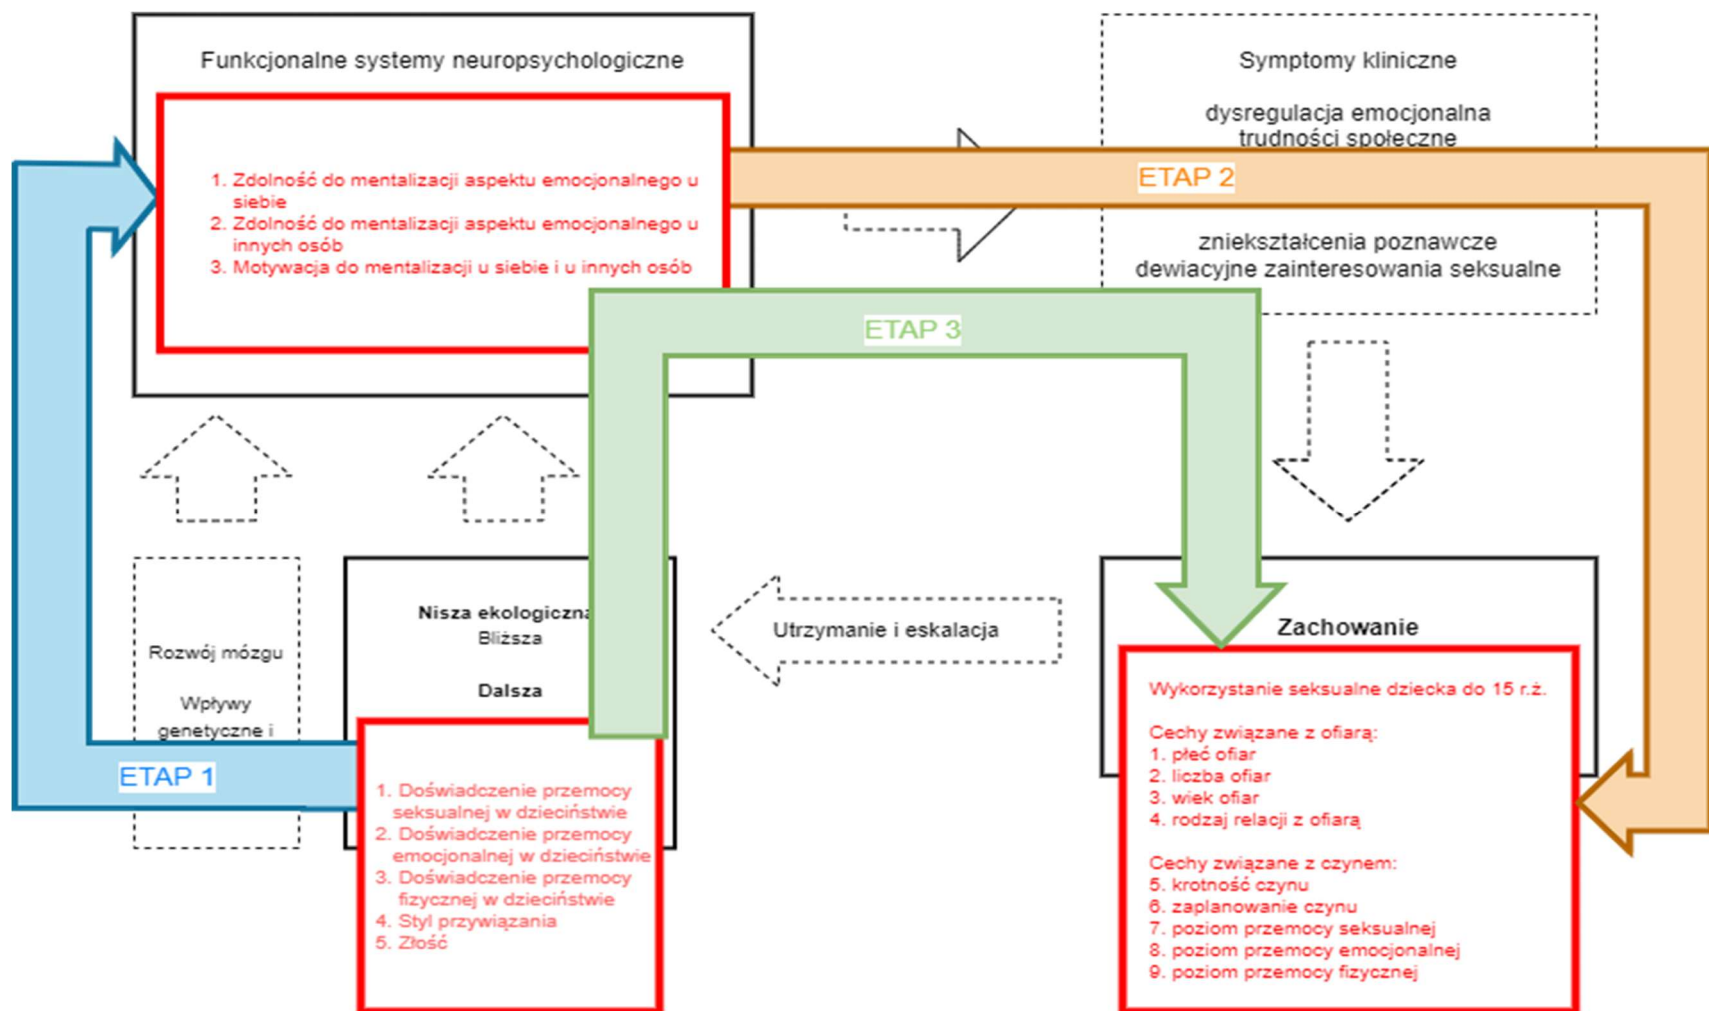 Funkcjonalne systemy neuropsychologiczne
1. Zdolność do mentalizacji aspektu emocjonalnego u
siebie
2. Zdolność do mentalizacji aspektu emocjonalnego u
innych osób
3. Motywacja do mentalizacji u siebie i u innych osób
Symptomy kliniczne
dysregulacja emocjonalna
trudności społeczne
ETAP 2
zniekształcenia poznawcze
dewiacyjne zainteresowania seksualne
ETAP 3
Rozwój mózgu
Wpływy
genetyczne i
ETAP 1
Nisza ekologiczna
Bliższa
Dalsza
1. Doświadczenie przemocy
seksualnej w dzieciństwie
2. Doświadczenie przemocy
emocjonalnej w dzieciństwie
3. Doświadczenie przemocy
fizycznej w dzieciństwie
4. Styl przywiązania
5. Złość
Utrzymanie i eskalacja
Zachowanie
Wykorzystanie seksualne dziecka do 15 r.ż.
Cechy związane z ofiarą:
1. płeć ofiar
2. liczba ofiar
3. wiek ofiar
4. rodzaj relacji z ofiarą
Cechy związane z czynem:
5. krotność czynu
6. zaplanowanie czynu
7. poziom przemocy seksualnej
8. poziom przemocy emocjonalnej
9. poziom przemocy fizycznej